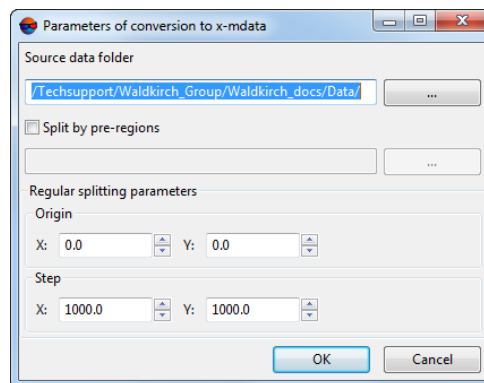 Parameters of conversion to x-mdata
Source data folder
/Techsupport/Waldkirch_Group/Waldkirch_docs/Data/
...
Split by pre-regions
...
Regular splitting parameters
Origin
X: 0.0 Y: 0.0
Step
X: 1000.0 Y: 1000.0
OK Cancel